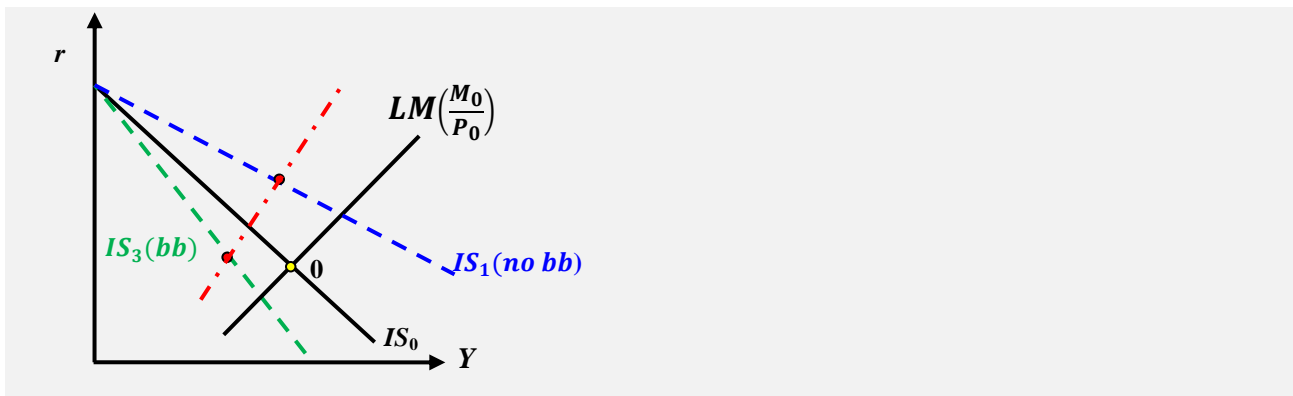 r
LM(M₀/P₀)
IS₃(bb)
0
IS₁(no bb)
IS₀
Y